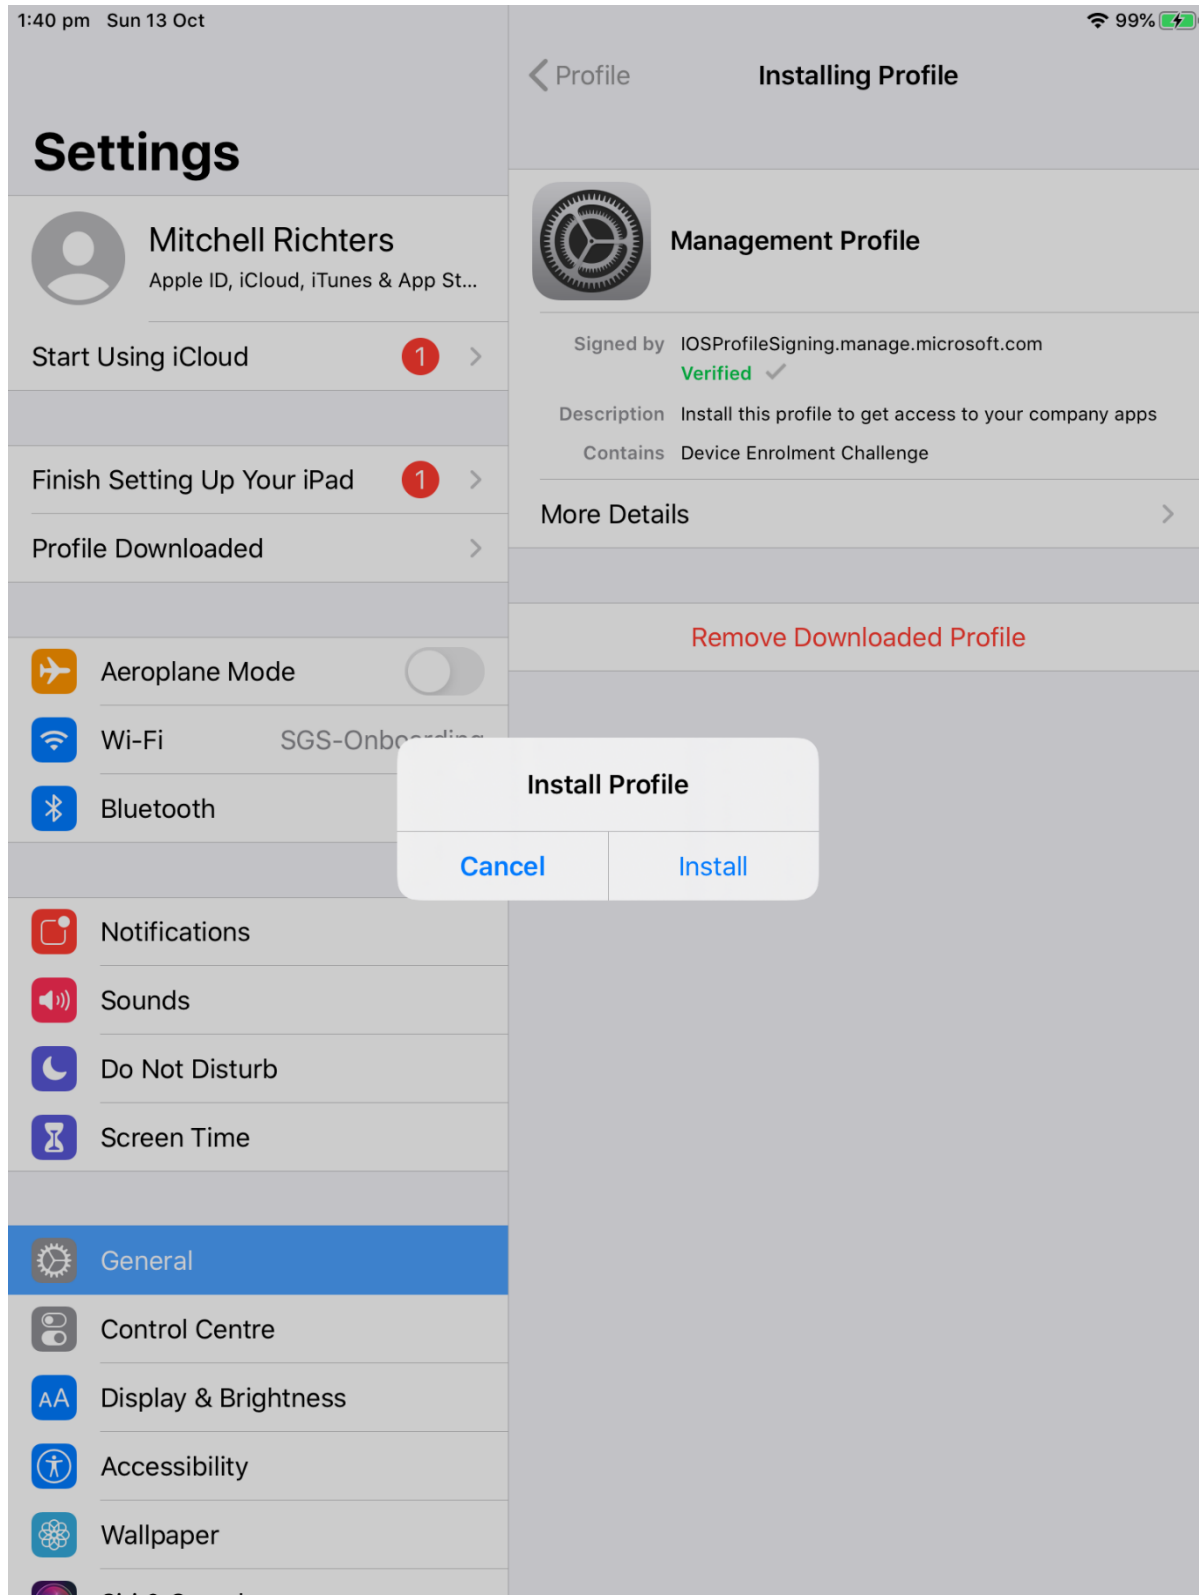 1:40 pm Sun 13 Oct
99%
Settings
Mitchell Richters
Apple ID, iCloud, iTunes & App St...
Start Using iCloud 1
Finish Setting Up Your iPad 1
Profile Downloaded
Aeroplane Mode
Wi-Fi SGS-Onboarding
Bluetooth
Notifications
Sounds
Do Not Disturb
Screen Time
General
Control Centre
AA Display & Brightness
Accessibility
Wallpaper
Profile Installing Profile
Management Profile
Signed by IOSProfileSigning.manage.microsoft.com
Verified
Description Install this profile to get access to your company apps
Contains Device Enrolment Challenge
More Details
Remove Downloaded Profile
Install Profile
Cancel Install